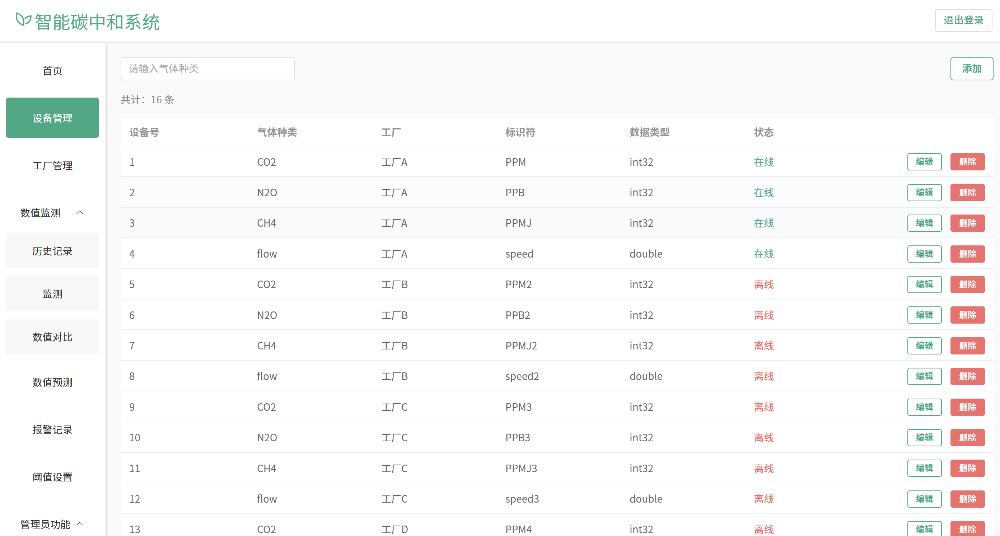 智能碳中和系统
退出登录
首页
设备管理
工厂管理
数值监测
历史记录
监测
数值对比
数值预测
报警记录
阈值设置
管理员功能
请输入气体种类
添加
共计：16 条
设备号 气体种类 工厂 标识符 数据类型 状态
1 CO2 工厂A PPM int32 在线 编辑 删除
2 N2O 工厂A PPB int32 在线 编辑 删除
3 CH4 工厂A PPMJ int32 在线 编辑 删除
4 flow 工厂A speed double 在线 编辑 删除
5 CO2 工厂B PPM2 int32 离线 编辑 删除
6 N2O 工厂B PPB2 int32 离线 编辑 删除
7 CH4 工厂B PPMJ2 int32 离线 编辑 删除
8 flow 工厂B speed2 double 离线 编辑 删除
9 CO2 工厂C PPM3 int32 离线 编辑 删除
10 N2O 工厂C PPB3 int32 离线 编辑 删除
11 CH4 工厂C PPMJ3 int32 离线 编辑 删除
12 flow 工厂C speed3 double 离线 编辑 删除
13 CO2 工厂D PPM4 int32 离线 编辑 删除